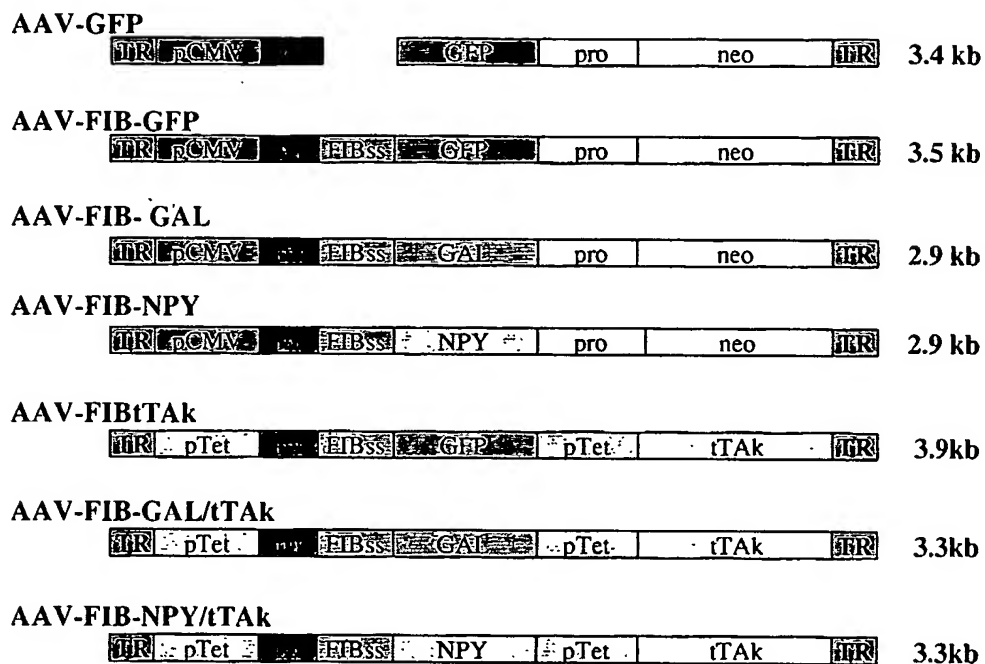 AAV-GFP
TR pCMV GFP pro neo TR 3.4 kb
AAV-FIB-GFP
TR pCMV FIBss GFP pro neo TR 3.5 kb
AAV-FIB- GAL
TR pCMV FIBss GAL pro neo TR 2.9 kb
AAV-FIB-NPY
TR pCMV FIBss NPY pro neo TR 2.9 kb
AAV-FIBtTAk
TR pTet FIBss GFP pTet tTAk TR 3.9kb
AAV-FIB-GAL/tTAk
TR pTet FIBss GAL pTet tTAk TR 3.3kb
AAV-FIB-NPY/tTAk
TR pTet FIBss NPY pTet tTAk TR 3.3kb